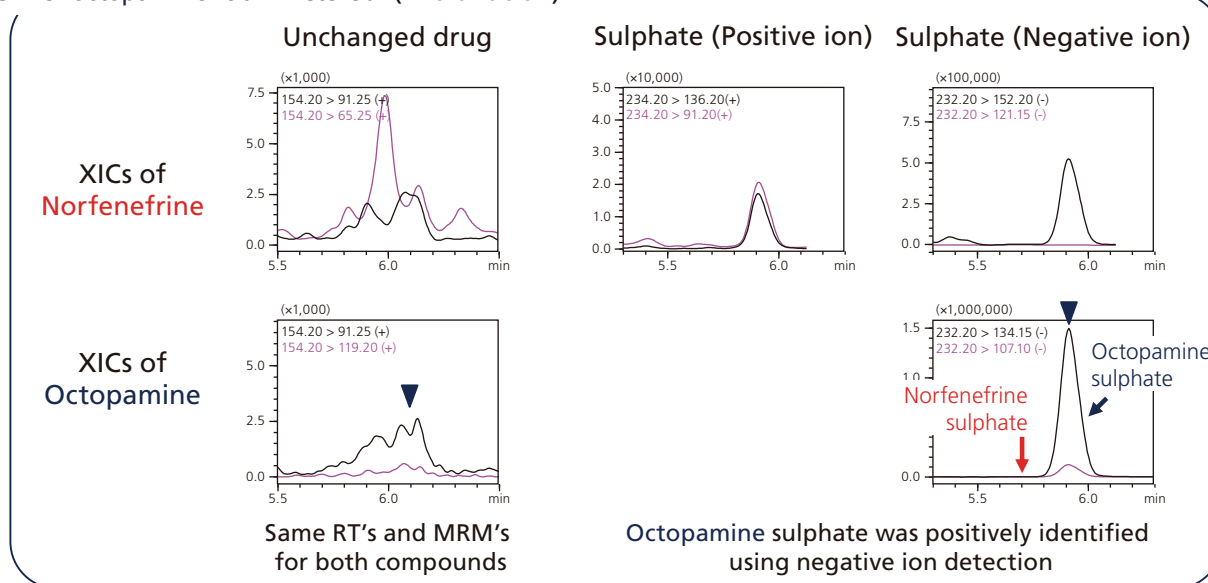 Unchanged drug
Sulphate (Positive ion)
Sulphate (Negative ion)
XICs of
Norfenefrine
(×1,000)
154.20 > 91.25 (+)
154.20 > 65.25 (+)
7.5
5.0
2.5
0.0
5.5
6.0
min
(×10,000)
234.20 > 136.20(+)
234.20 > 91.20(+)
5.0
4.0
3.0
2.0
1.0
0.0
5.5
6.0
min
(×100,000)
232.20 > 152.20 (-)
232.20 > 121.15 (-)
7.5
5.0
2.5
0.0
5.5
6.0
min
XICs of
Octopamine
(×1,000)
154.20 > 91.25 (+)
154.20 > 119.20 (+)
5.0
2.5
0.0
5.5
6.0
min
(×1,000,000)
232.20 > 134.15 (-)
232.20 > 107.10 (-)
1.5
1.0
0.0
5.5
6.0
min
Octopamine
sulphate
Norfenefrine
sulphate
Same RT's and MRM's
for both compounds
Octopamine sulphate was positively identified
using negative ion detection